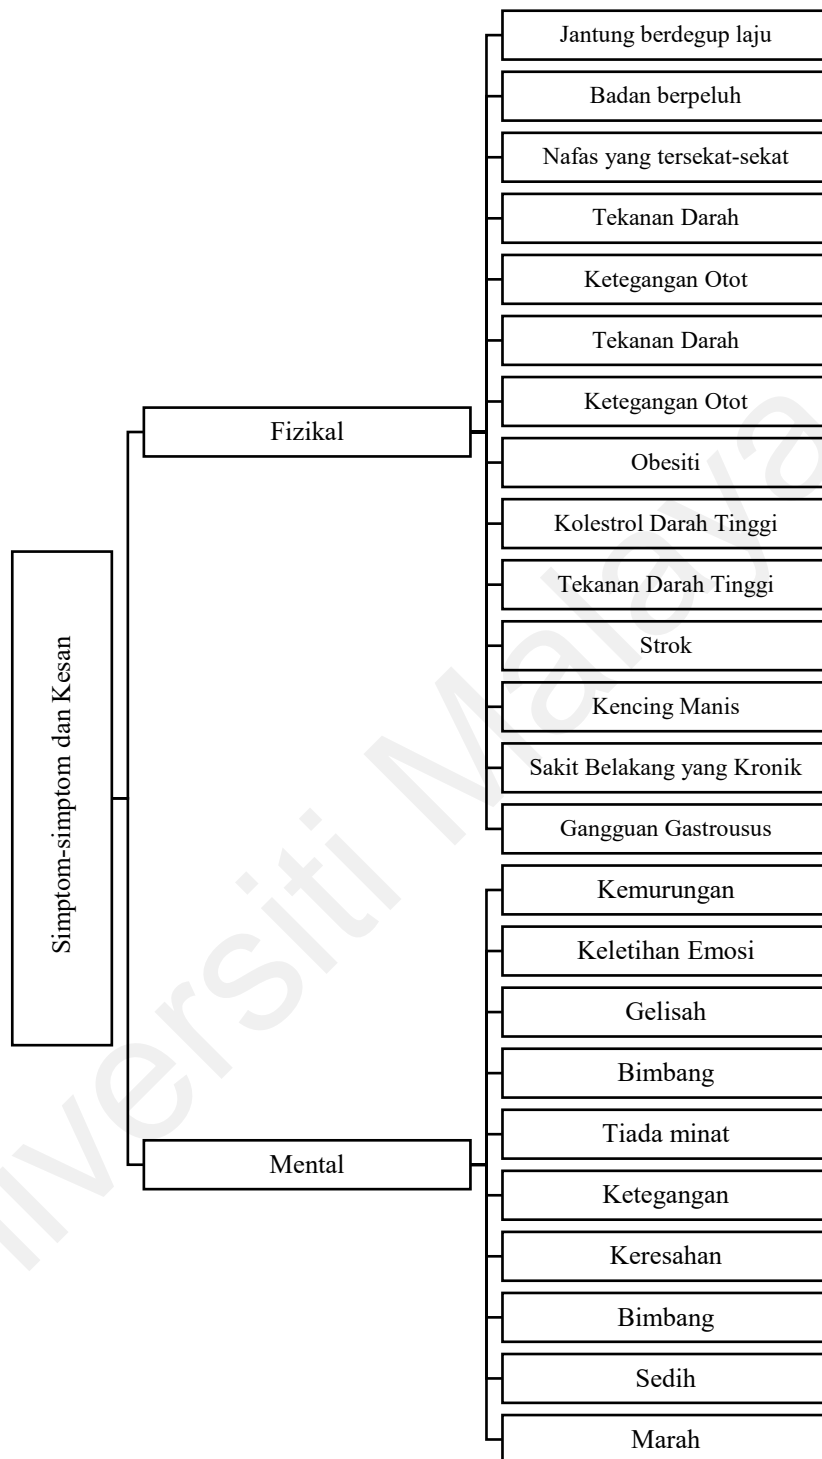 Simptom-simptom dan Kesan
Fizikal
Jantung berdegup laju
Badan berpeluh
Nafas yang tersekat-sekat
Tekanan Darah
Ketegangan Otot
Tekanan Darah
Ketegangan Otot
Obesiti
Kolestrol Darah Tinggi
Tekanan Darah Tinggi
Strok
Kencing Manis
Sakit Belakang yang Kronik
Gangguan Gastrousus
Mental
Kemurungan
Keletihan Emosi
Gelisah
Bimbang
Tiada minat
Ketegangan
Keresahan
Bimbang
Sedih
Marah
Universiti Malaya